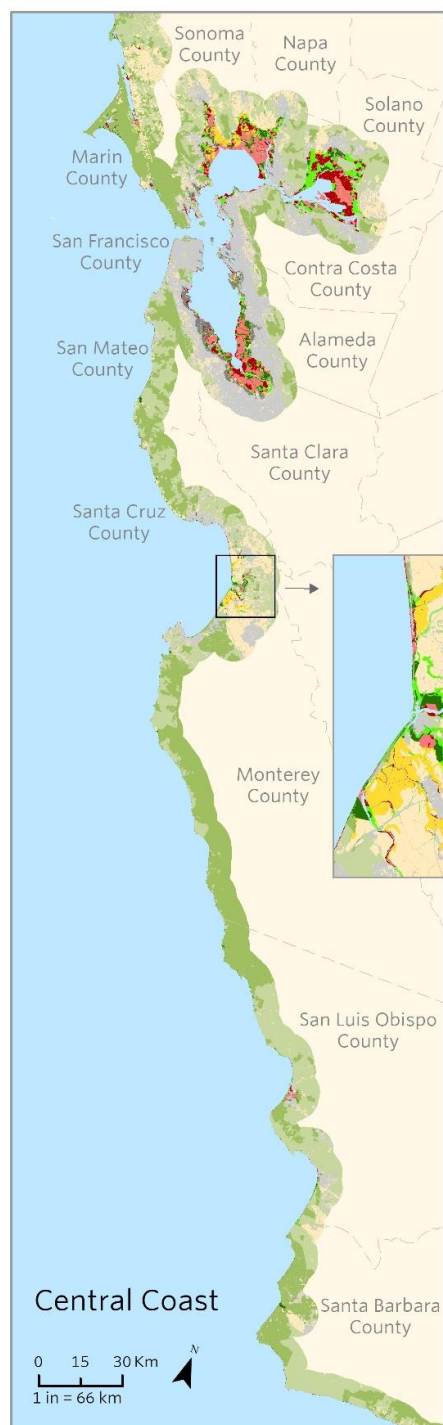 Sonoma
County
Napa
County
Solano
County
Marin
County
San Francisco
County
Contra Costa
County
San Mateo
County
Alameda
County
Santa Clara
County
Santa Cruz
County
Monterey
County
San Luis Obispo
County
Central Coast
Santa Barbara
County
0 15 30 Km
1 in = 66 km
N